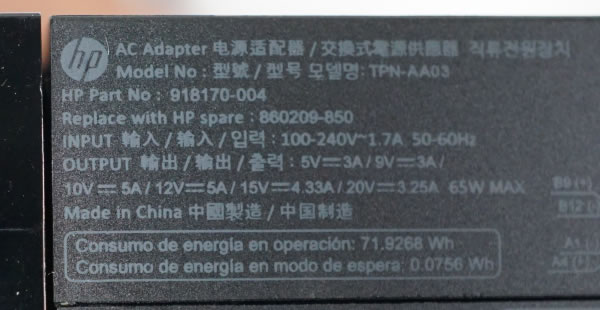 hp
AC Adapter 电源适配器 / 交換式電源供應器 직류전원장치
Model No : 型號 / 型号 모델명: TPN-AA03
HP Part No : 918170-004
Replace with HP spare : 860209-850
INPUT 輸入 / 输入 / 입력 : 100-240V~1.7A, 50-60Hz
OUTPUT 輸出 / 输出 / 출력 : 5V⎓3A / 9V⎓3A /
10V⎓5A / 12V⎓5A / 15V⎓4.33A / 20V⎓3.25A 65W MAX
Made in China 中國製造 / 中国制造
Consumo de energía en operación: 71.9268 Wh
Consumo de energía en modo de espera: 0.0756 Wh